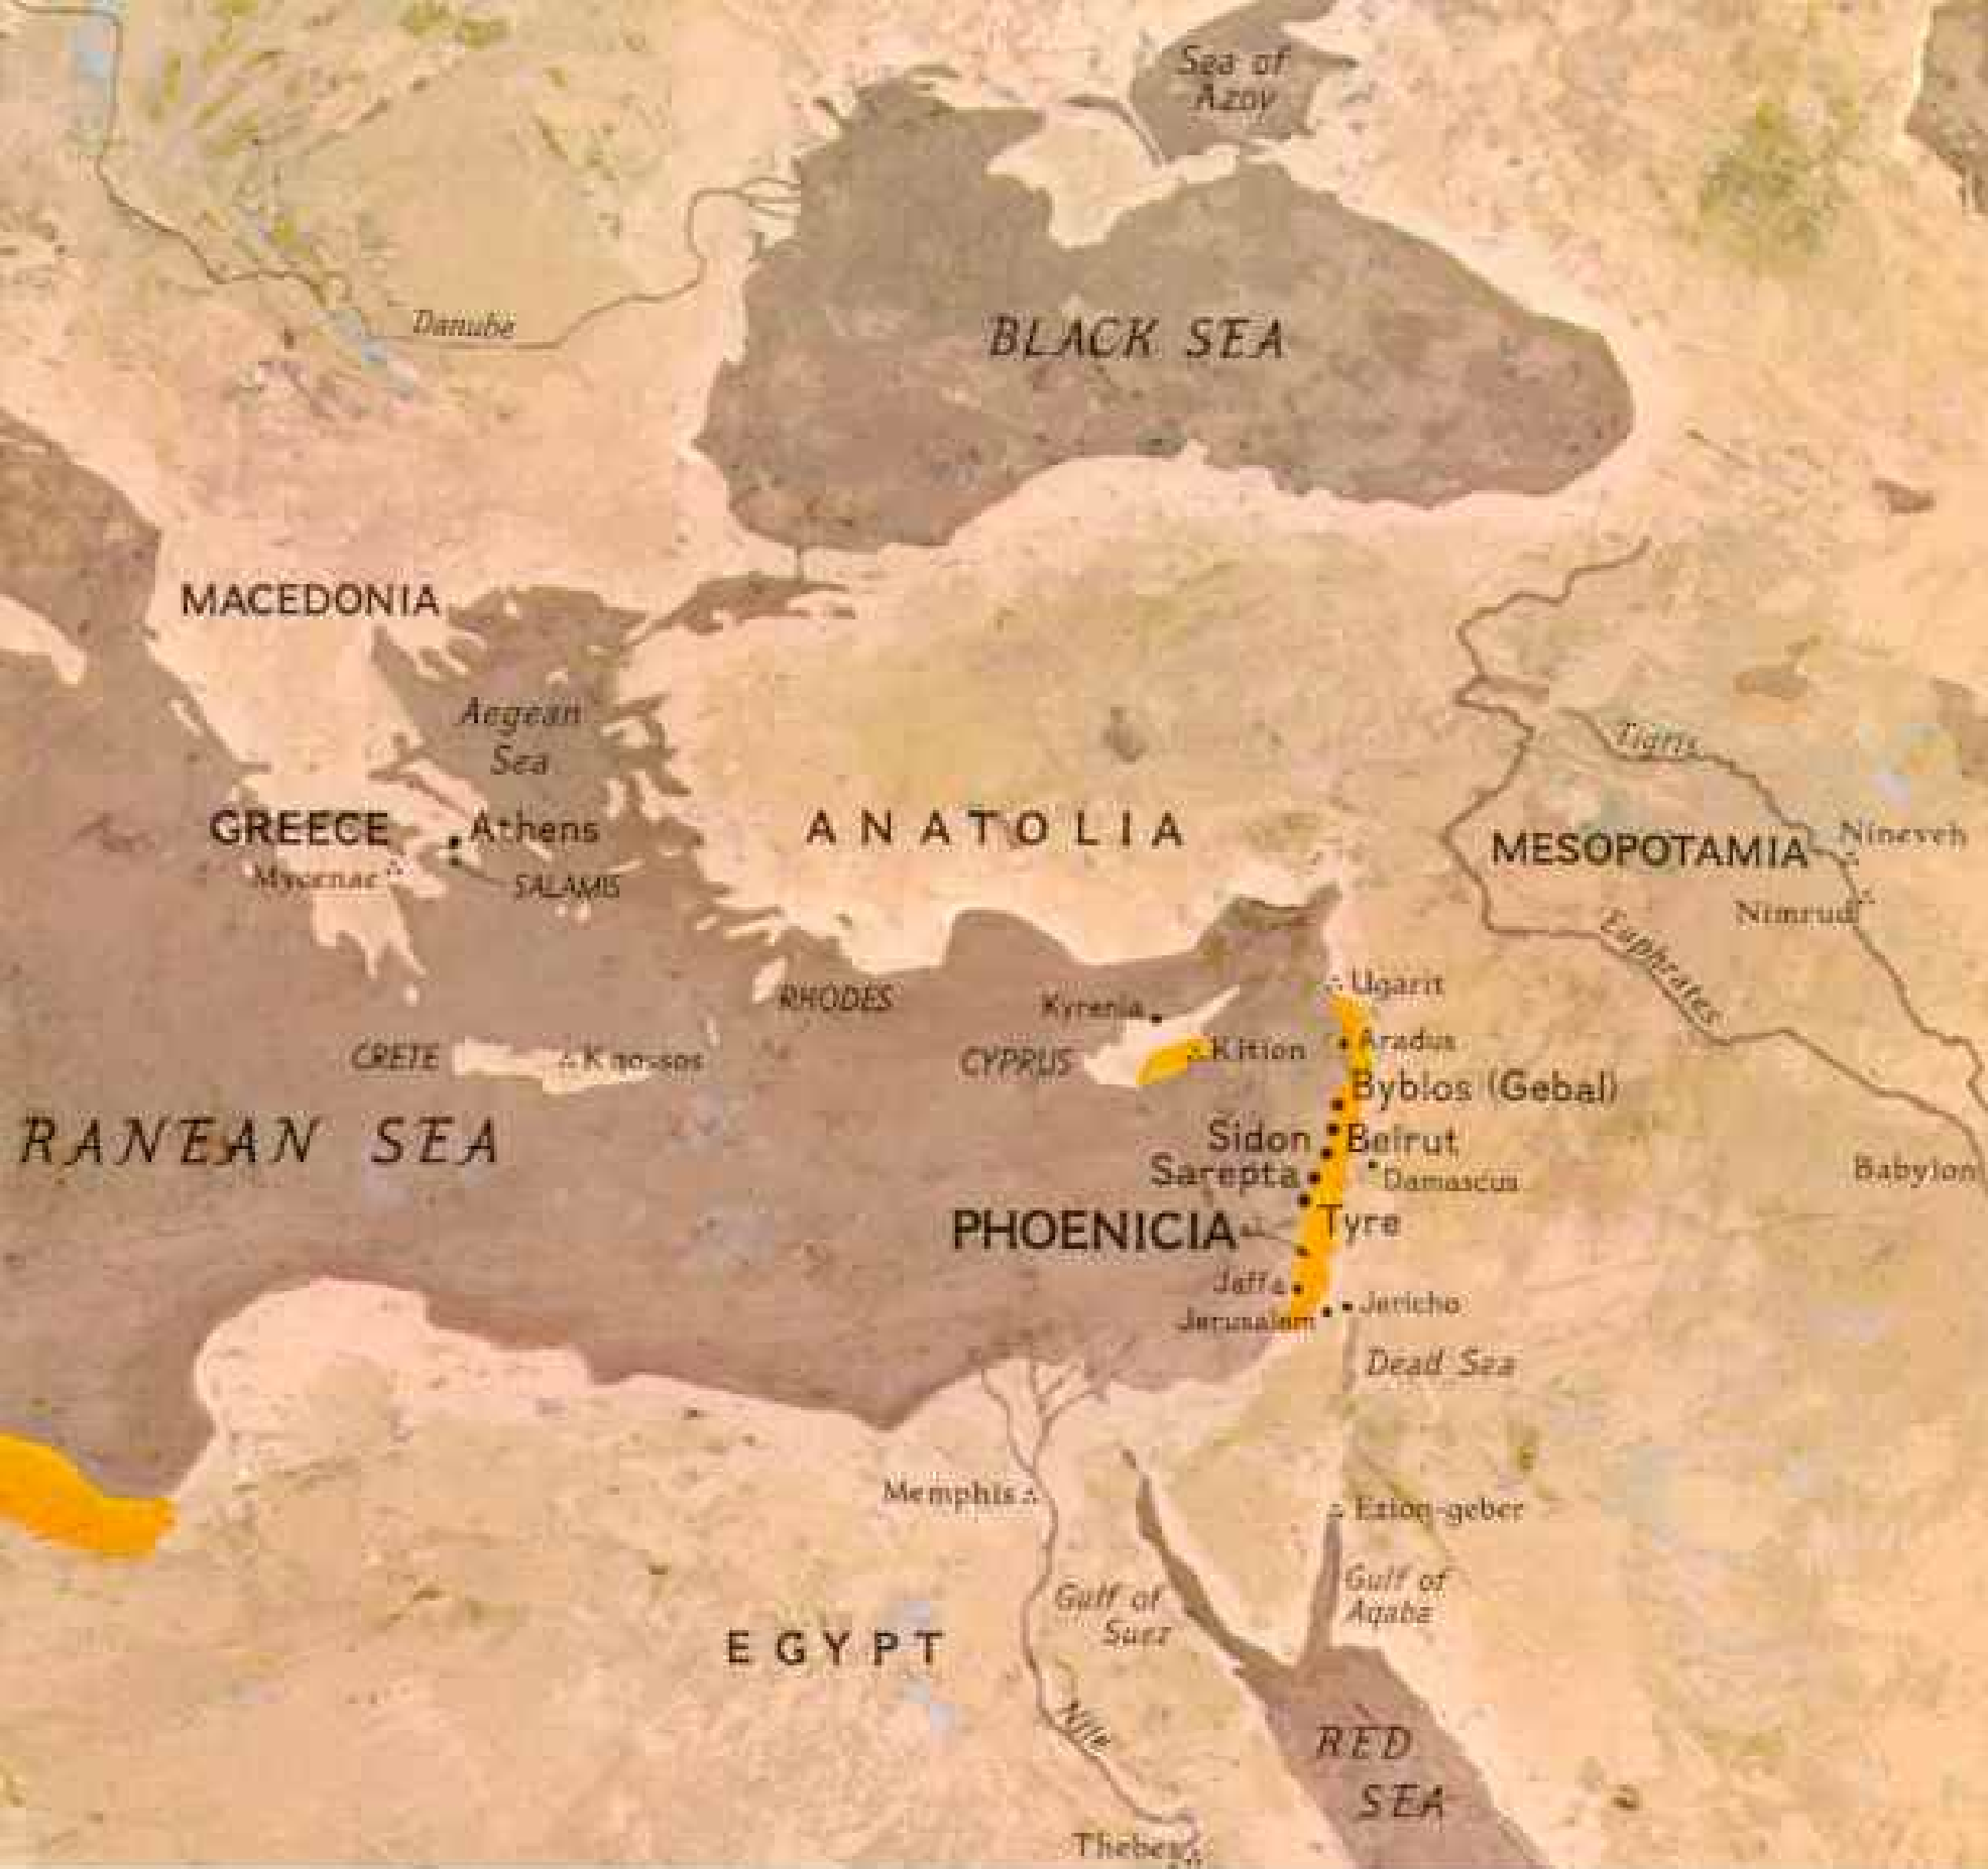 Sea of
Azov
Danube
BLACK SEA
MACEDONIA
Aegean
Sea
Tigris
GREECE
Athens
ANATOLIA
MESOPOTAMIA
Nineveh
Mycenae
SALAMIS
Nimrud
Euphrates
Ugarit
RHODES
Kyrenia
CRETE
Knossos
CYPRUS
Kition
Aradus
Byblos (Gebal)
RANEAN SEA
Sidon
Beirut
Sarepta
Damascus
Babylon
PHOENICIA
Tyre
Jaffa
Jericho
Jerusalem
Dead Sea
Memphis
Ezion-geber
Gulf of
Aqaba
Gulf of
Suez
EGYPT
Nile
RED
SEA
Thebes